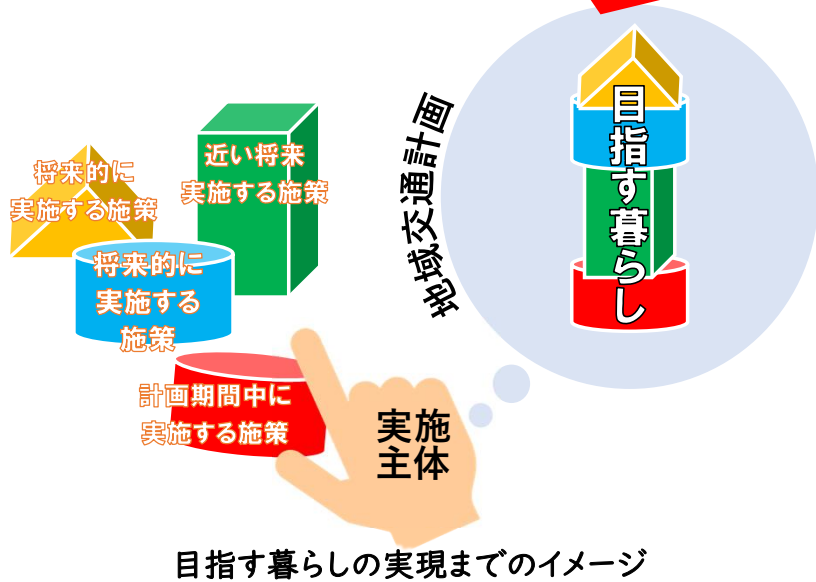 将来的に
実施する施策
近い将来
実施する施策
将来的に
実施する
施策
計画期間中に
実施する施策
実施
主体
地域交通計画
目指す暮らし
目指す暮らしの実現までのイメージ